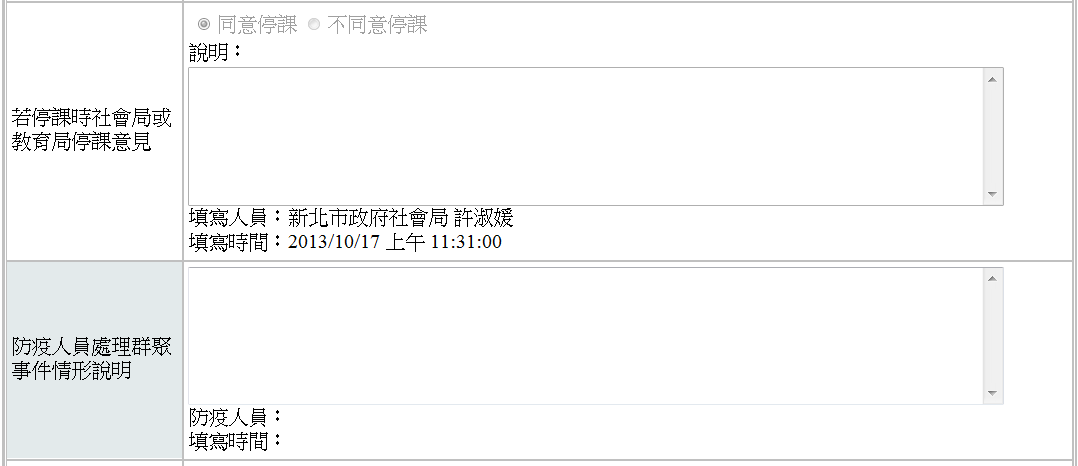 同意停課 不同意停課
說明：
若停課時社會局或
教育局停課意見
填寫人員：新北市政府社會局 許淑媛
填寫時間：2013/10/17 上午 11:31:00
防疫人員處理群聚
事件情形說明
防疫人員：
填寫時間：